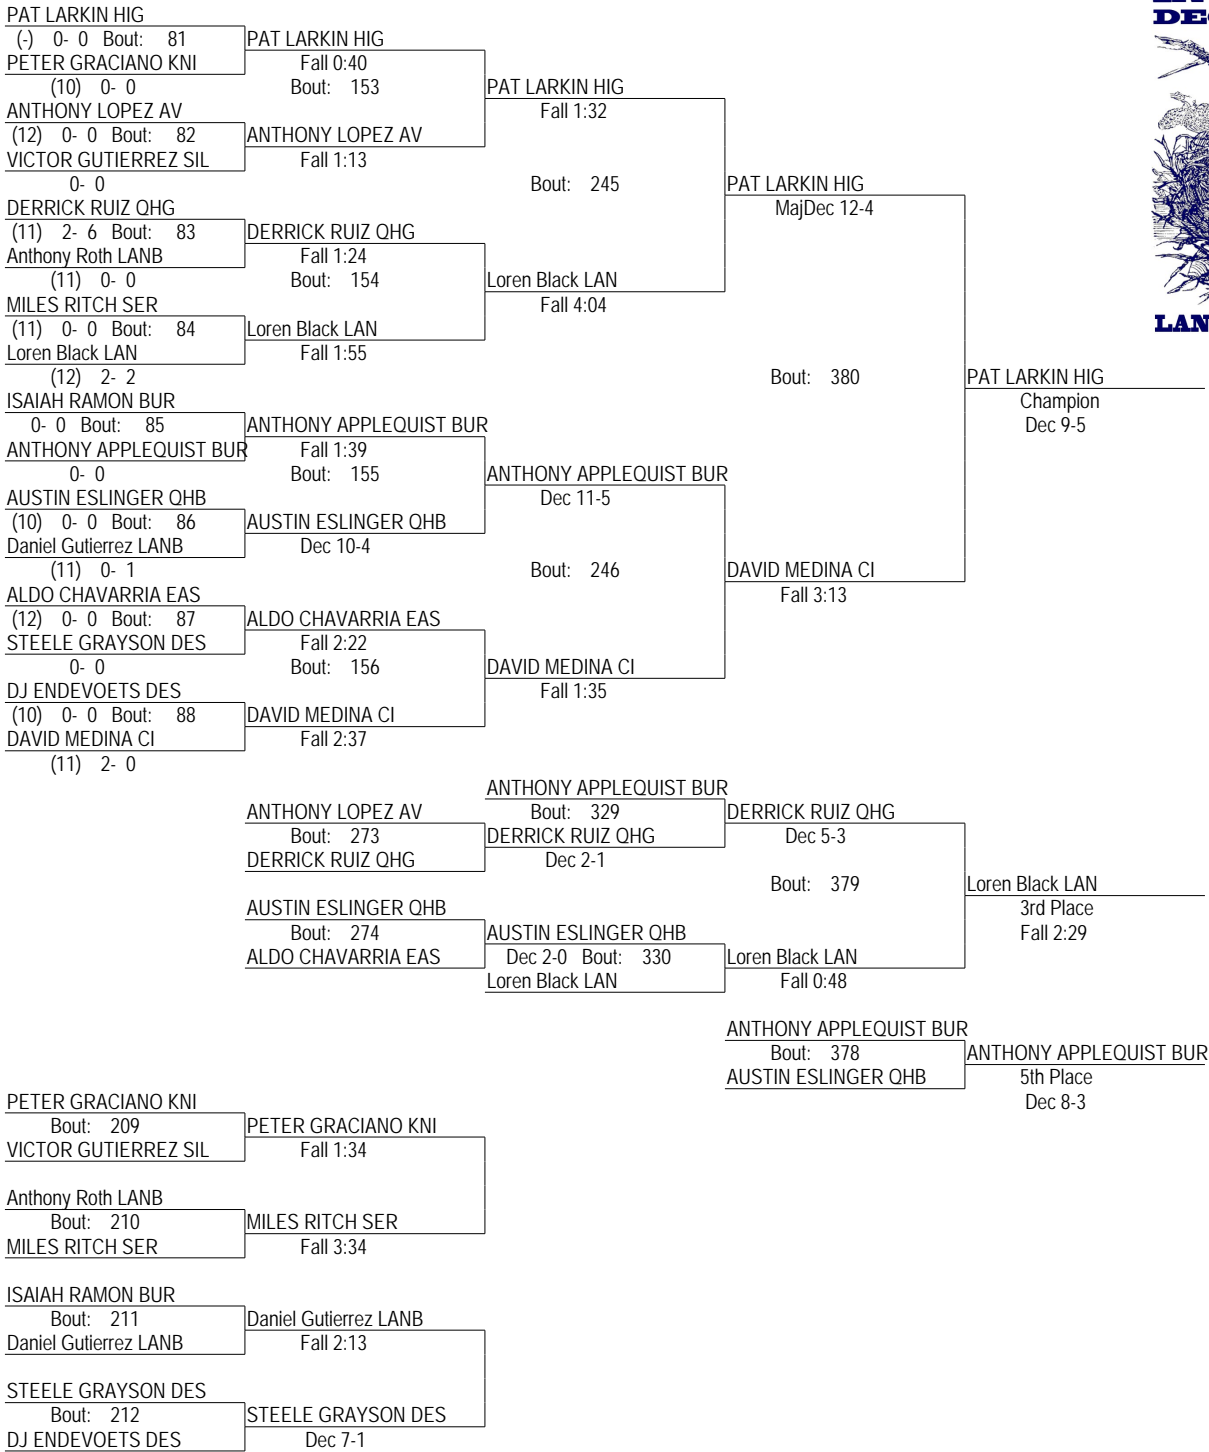 PAT LARKIN HIG
(-) 0- 0 Bout: 81
PAT LARKIN HIG
PETER GRACIANO KNI
Fall 0:40
(10) 0- 0
Bout: 153
PAT LARKIN HIG
ANTHONY LOPEZ AV
Fall 1:32
(12) 0- 0 Bout: 82
ANTHONY LOPEZ AV
VICTOR GUTIERREZ SIL
Fall 1:13
0- 0
Bout: 245
PAT LARKIN HIG
DERRICK RUIZ QHG
MajDec 12-4
(11) 2- 6 Bout: 83
DERRICK RUIZ QHG
Anthony Roth LANB
Fall 1:24
(11) 0- 0
Bout: 154
Loren Black LAN
MILES RITCH SER
Fall 4:04
(11) 0- 0 Bout: 84
Loren Black LAN
LAN
Loren Black LAN
Fall 1:55
(12) 2- 2
Bout: 380
PAT LARKIN HIG
ISAIAH RAMON BUR
Champion
0- 0 Bout: 85
ANTHONY APPLEQUIST BUR
Dec 9-5
ANTHONY APPLEQUIST BUR
Fall 1:39
0- 0
Bout: 155
ANTHONY APPLEQUIST BUR
AUSTIN ESLINGER QHB
Dec 11-5
(10) 0- 0 Bout: 86
AUSTIN ESLINGER QHB
Daniel Gutierrez LANB
Dec 10-4
(11) 0- 1
Bout: 246
DAVID MEDINA CI
ALDO CHAVARRIA EAS
Fall 3:13
(12) 0- 0 Bout: 87
ALDO CHAVARRIA EAS
STEELE GRAYSON DES
Fall 2:22
0- 0
Bout: 156
DAVID MEDINA CI
DJ ENDEVOETS DES
Fall 1:35
(10) 0- 0 Bout: 88
DAVID MEDINA CI
DAVID MEDINA CI
Fall 2:37
(11) 2- 0
ANTHONY APPLEQUIST BUR
ANTHONY LOPEZ AV
Bout: 329
DERRICK RUIZ QHG
Bout: 273
DERRICK RUIZ QHG
Dec 5-3
DERRICK RUIZ QHG
Dec 2-1
Bout: 379
Loren Black LAN
AUSTIN ESLINGER QHB
3rd Place
Bout: 274
AUSTIN ESLINGER QHB
Fall 2:29
ALDO CHAVARRIA EAS
Dec 2-0 Bout: 330
Loren Black LAN
Loren Black LAN
Fall 0:48
ANTHONY APPLEQUIST BUR
Bout: 378
ANTHONY APPLEQUIST BUR
AUSTIN ESLINGER QHB
5th Place
PETER GRACIANO KNI
Dec 8-3
Bout: 209
PETER GRACIANO KNI
VICTOR GUTIERREZ SIL
Fall 1:34
Anthony Roth LANB
Bout: 210
MILES RITCH SER
MILES RITCH SER
Fall 3:34
ISAIAH RAMON BUR
Bout: 211
Daniel Gutierrez LANB
Daniel Gutierrez LANB
Fall 2:13
STEELE GRAYSON DES
Bout: 212
STEELE GRAYSON DES
DJ ENDEVOETS DES
Dec 7-1